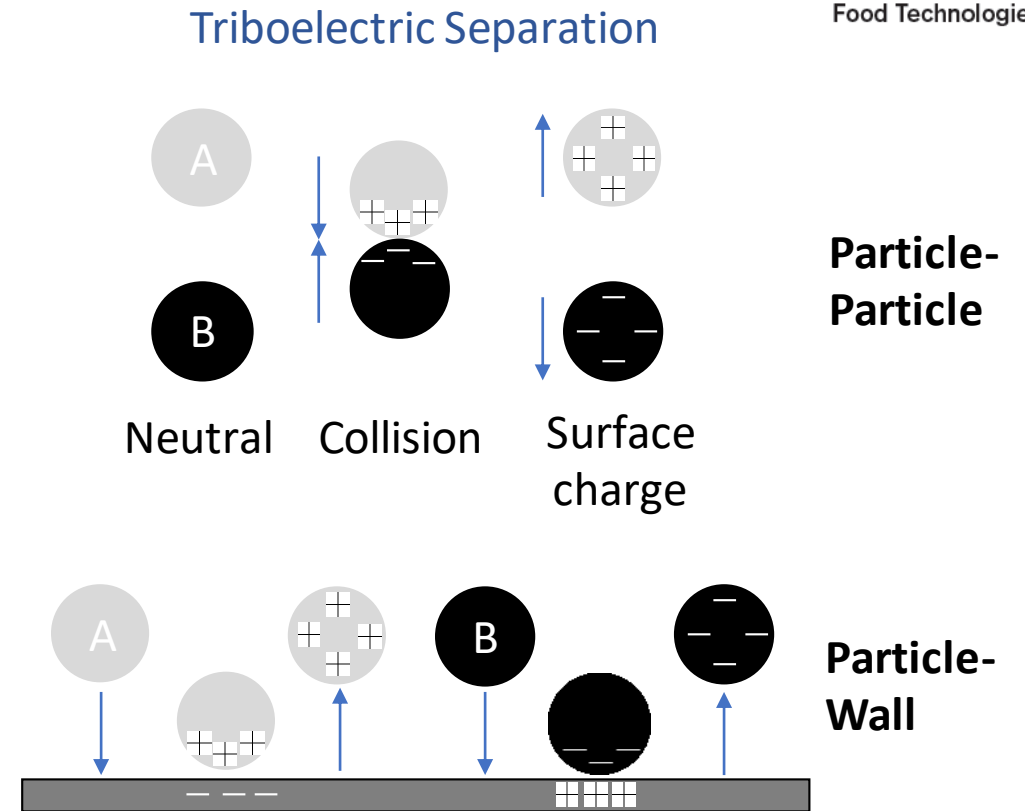 Triboelectric Separation
Food Technologie
A
B
Particle-
Particle
Neutral
Collision
Surface
charge
A
B
Particle-
Wall